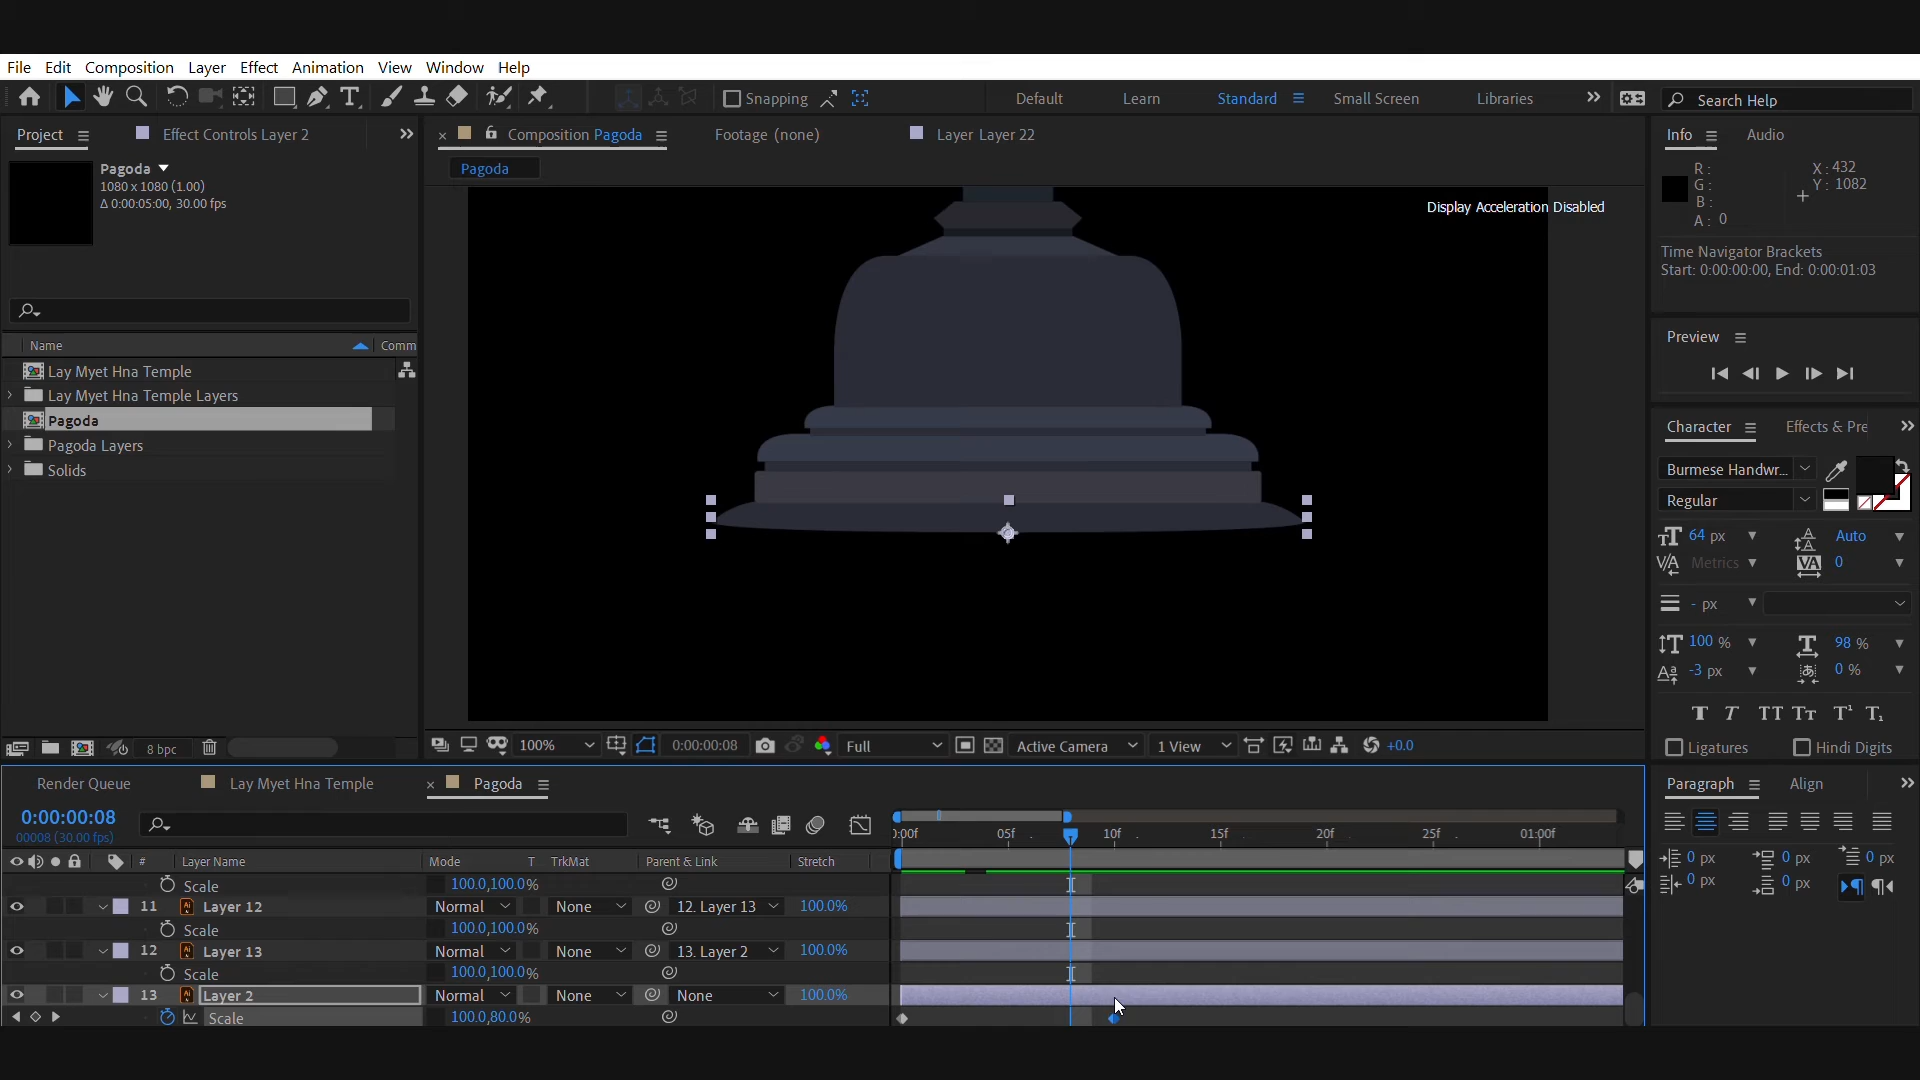 File Edit Composition Layer Effect Animation View Window Help
Snapping Default Learn Standard Small Screen Libraries Search Help
Project Effect Controls Layer 2 Composition Pagoda Footage (none) Layer Layer 22 Info Audio
Pagoda
1080 x 1080 (1.00)
Δ 0:00:05:00, 30.00 fps
Pagoda
Display Acceleration Disabled
R :
G :
B :
A : 0
X : 432
Y : 1082
Time Navigator Brackets
Start: 0:00:00:00, End: 0:00:01:03
Preview
Name Comm
Lay Myet Hna Temple
Lay Myet Hna Temple Layers
Pagoda
Pagoda Layers
Solids
Character Effects & Pre
Burmese Handwr...
Regular
64 px Auto
Metrics 0
- px
100 % 98 %
-3 px 0 %
T T TT Tt T¹ T₁
Ligatures Hindi Digits
8 bpc 100% 0:00:00:08 Full Active Camera 1 View +0.0
Render Queue Lay Myet Hna Temple Pagoda
Paragraph Align
0:00:00:08
00008 (30.00 fps)
0:00f 05f 10f 15f 20f 25f 01:00f
# Layer Name Mode T TrkMat Parent & Link Stretch
Scale 100.0,100.0%
11 Layer 12 Normal None 12. Layer 13 100.0%
Scale 100.0,100.0%
12 Layer 13 Normal None 13. Layer 2 100.0%
Scale 100.0,100.0%
13 Layer 2 Normal None None 100.0%
Scale 100.0,80.0%
0 px 0 px 0 px
0 px 0 px